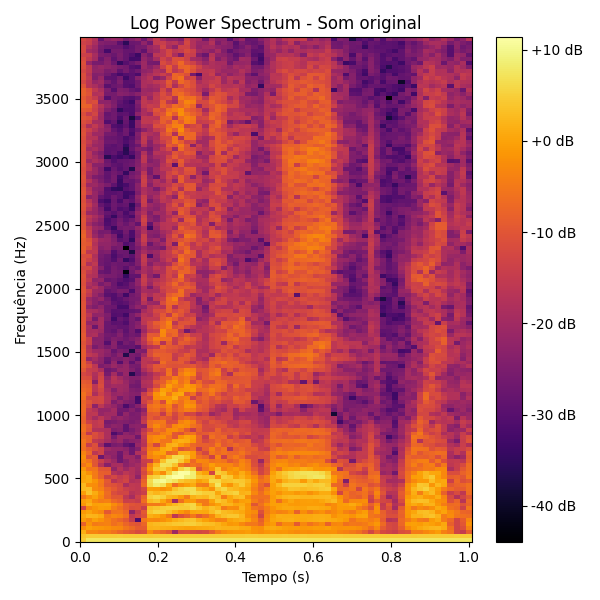 Log Power Spectrum - Som original
Frequência (Hz)
3500
3000
2500
2000
1500
1000
500
0
0.0 0.2 0.4 0.6 0.8 1.0
Tempo (s)
+10 dB
+0 dB
-10 dB
-20 dB
-30 dB
-40 dB